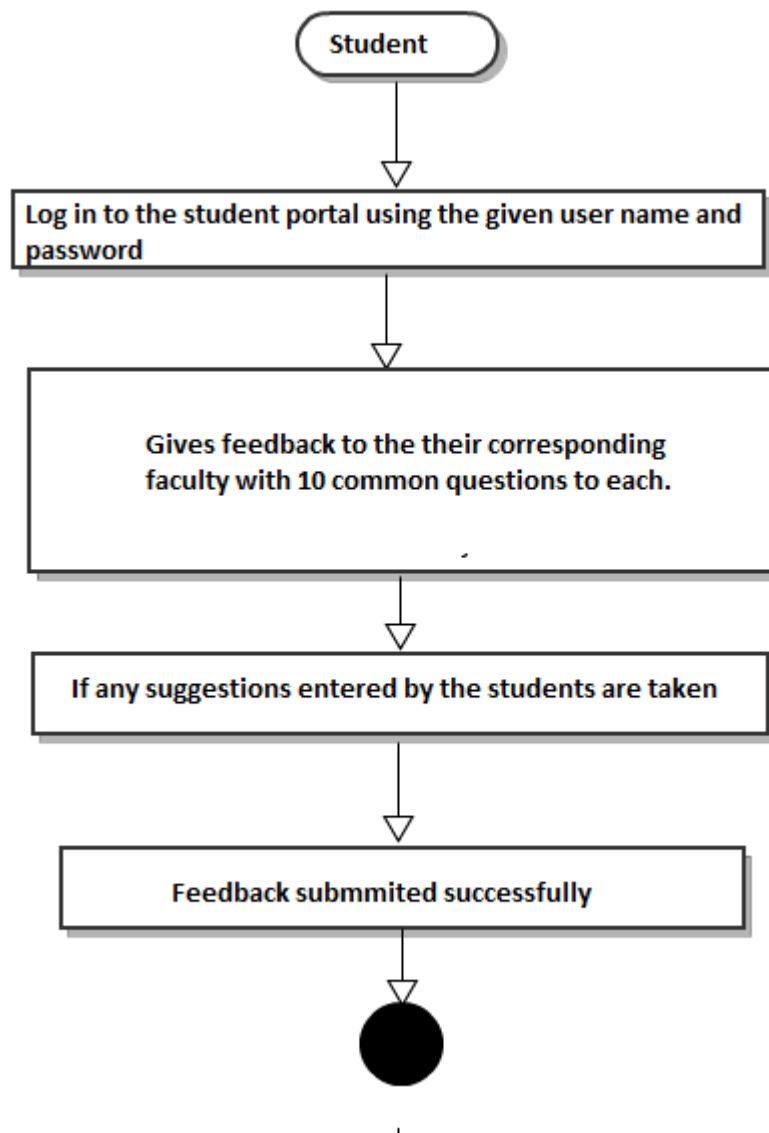 Student
Log in to the student portal using the given user name and
password
Gives feedback to the their corresponding
faculty with 10 common questions to each.
If any suggestions entered by the students are taken
Feedback submmited successfully